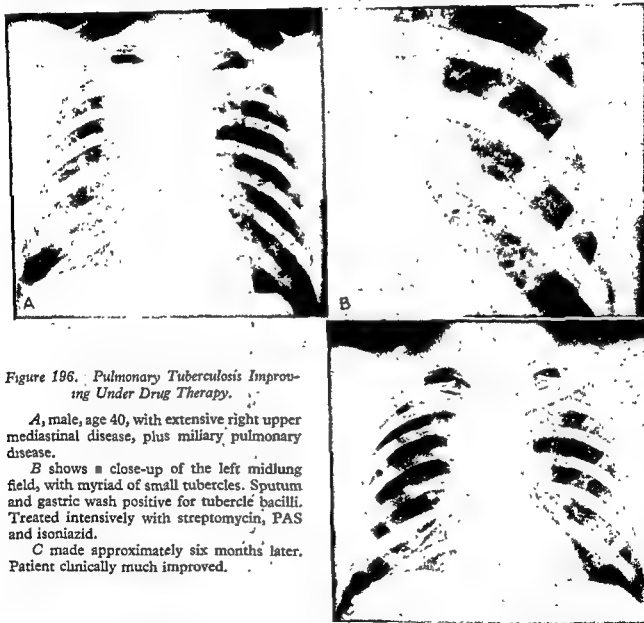 A
B
Figure 196. Pulmonary Tuberculosis Improv-
ing Under Drug Therapy.
A, male, age 40, with extensive right upper
mediastinal disease, plus miliary pulmonary
disease.
B shows a close-up of the left midlung
field, with myriad of small tubercles. Sputum
and gastric wash positive for tubercle bacilli.
Treated intensively with streptomycin, PAS
and isoniazid.
C made approximately six months later.
Patient clinically much improved.
C